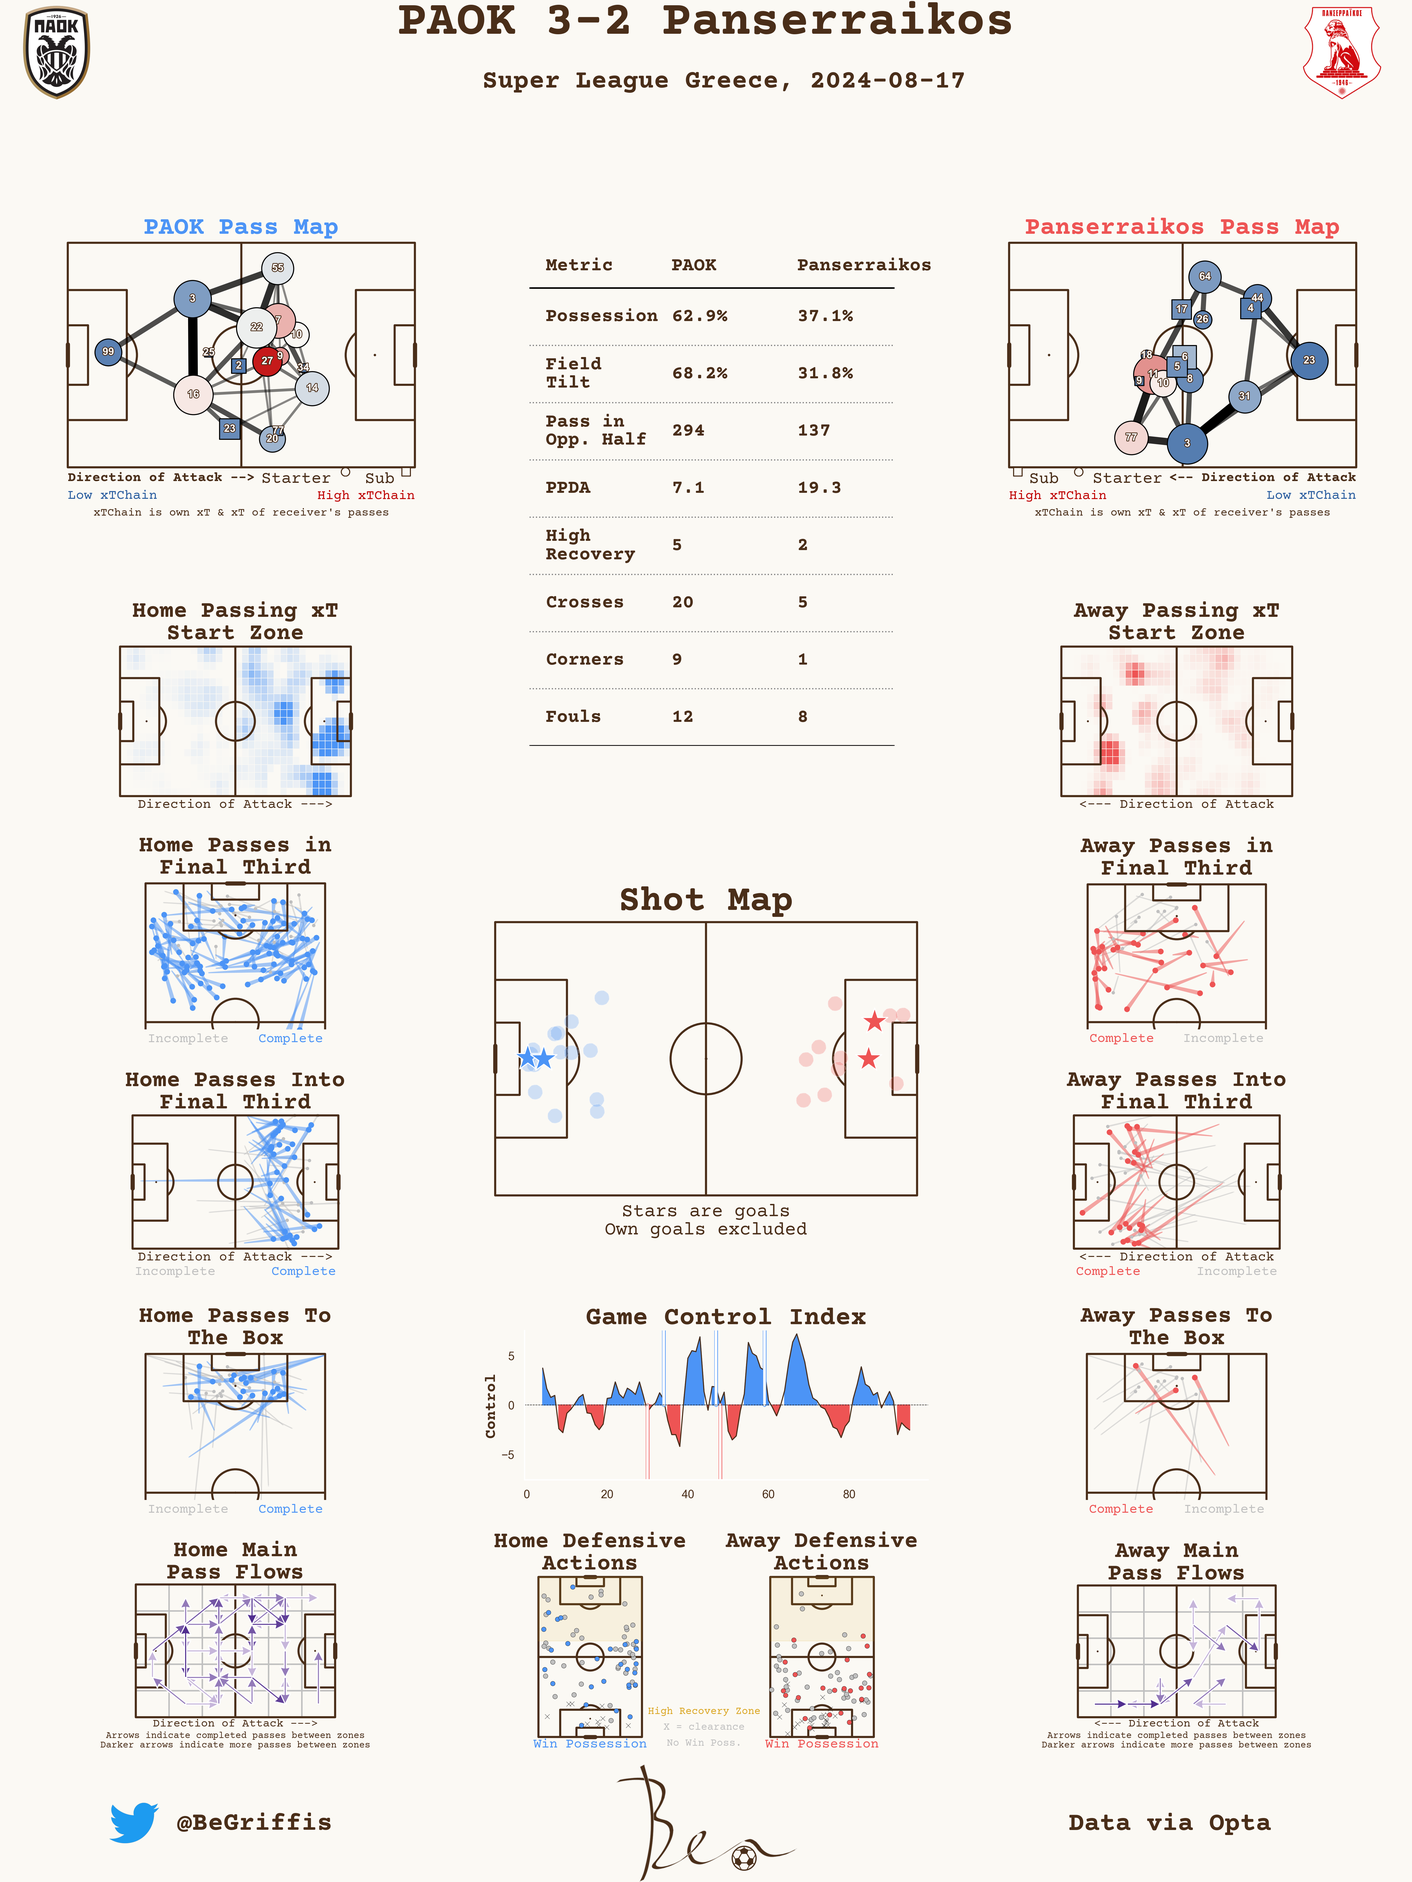 PAOK 3-2 Panserraikos
Super League Greece, 2024-08-17
1926
ΠΑΟΚ
ΠΑΝΣΕΡΡΑΪΚΟΣ
1946
PAOK Pass Map
55
3
7
22
10
99
25
9
27
2
34
14
16
23
77
20
Direction of Attack --> Starter Sub
Low xTChain High xTChain
xTChain is own xT & xT of receiver's passes
Metric PAOK Panserraikos
Possession 62.9% 37.1%
Field
Tilt 68.2% 31.8%
Pass in
Opp. Half 294 137
PPDA 7.1 19.3
High
Recovery 5 2
Crosses 20 5
Corners 9 1
Fouls 12 8
Panserraikos Pass Map
64
44
17
4
26
18
6
23
5
11
8
9
10
31
77
3
Sub Starter <-- Direction of Attack
High xTChain Low xTChain
xTChain is own xT & xT of receiver's passes
Home Passing xT
Start Zone
Direction of Attack --->
Away Passing xT
Start Zone
<--- Direction of Attack
Home Passes in
Final Third
Incomplete Complete
Away Passes in
Final Third
Complete Incomplete
Shot Map
Stars are goals
Own goals excluded
Home Passes Into
Final Third
Direction of Attack --->
Incomplete Complete
Away Passes Into
Final Third
<--- Direction of Attack
Complete Incomplete
Home Passes To
The Box
Incomplete Complete
Game Control Index
Control
5
0
−5
0 20 40 60 80
Away Passes To
The Box
Complete Incomplete
Home Main
Pass Flows
Direction of Attack --->
Arrows indicate completed passes between zones
Darker arrows indicate more passes between zones
Home Defensive
Actions
Win Possession
High Recovery Zone
X = clearance
No Win Poss.
Away Defensive
Actions
Win Possession
Away Main
Pass Flows
<--- Direction of Attack
Arrows indicate completed passes between zones
Darker arrows indicate more passes between zones
@BeGriffis
Ben
Data via Opta